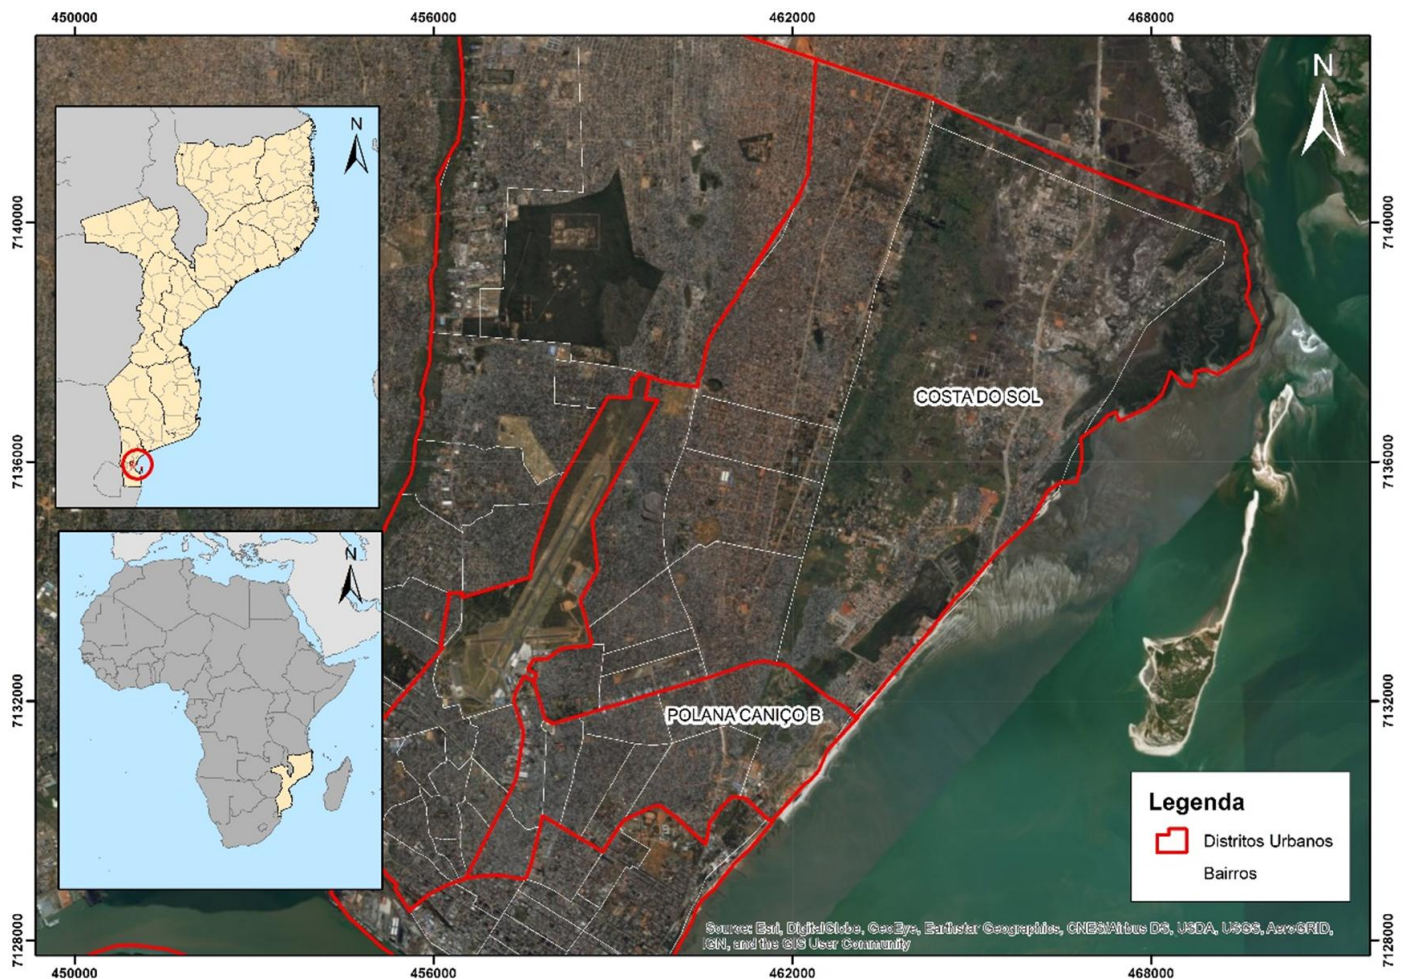 450000
456000
462000
468000
N
N
7140000
7140000
COSTA DO SOL
7136000
7136000
N
7132000
7132000
POLANA CANIÇO B
Legenda
Distritos Urbanos
Bairros
Source: Esri, DigitalGlobe, GeoEye, Earthstar Geographics, CNES/Airbus DS, USDA, USGS, AeroGRID,
IGN, and the GIS User Community
7128000
7128000
450000
456000
462000
468000